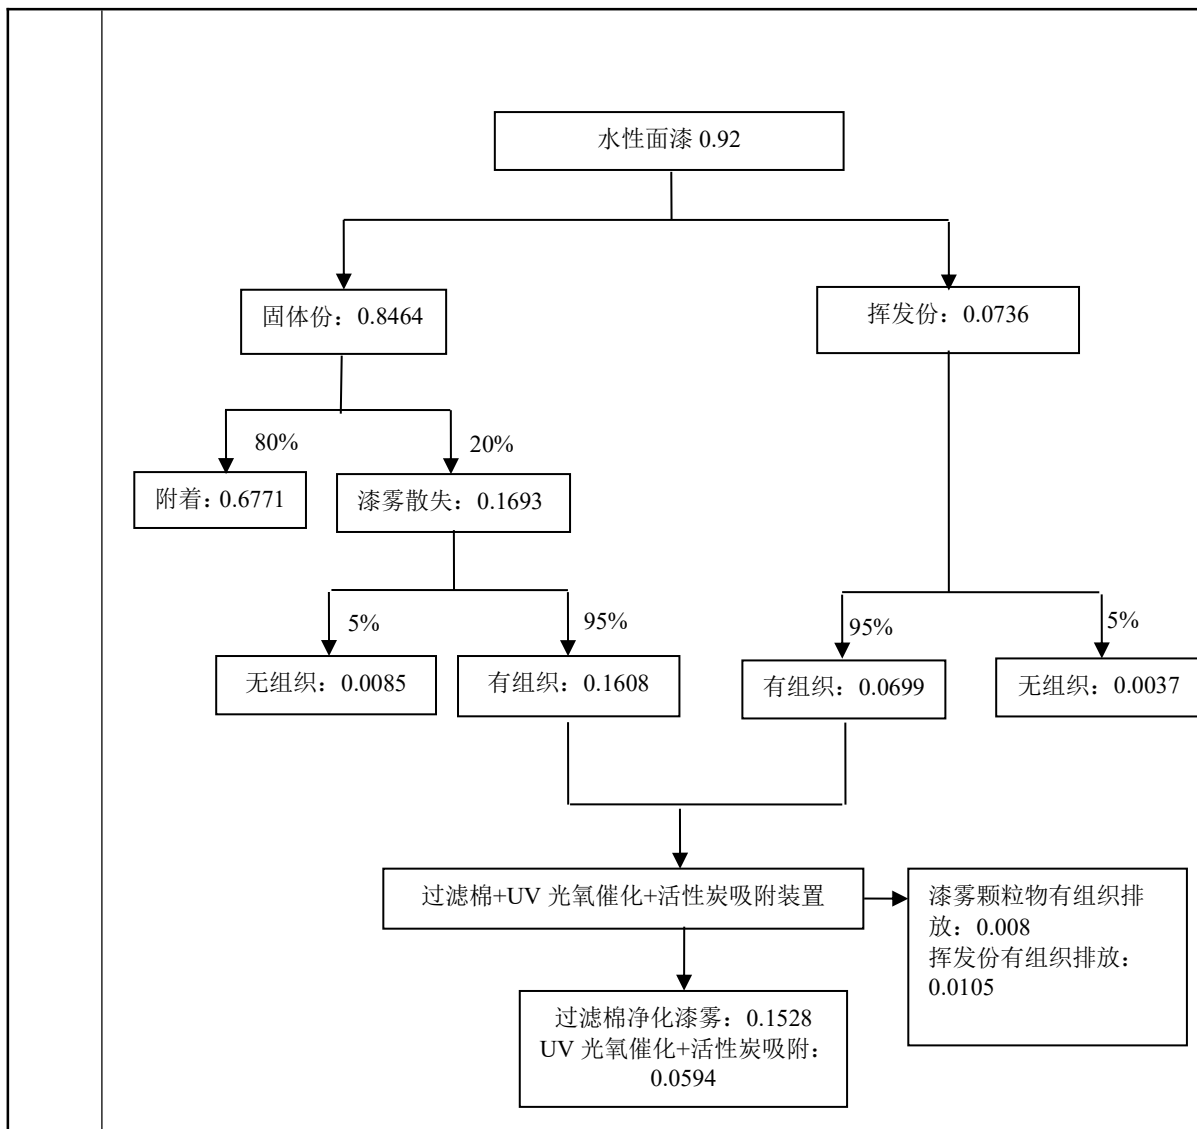 水性面漆 0.92
固体份：0.8464
挥发份：0.0736
80%
20%
附着：0.6771
漆雾散失：0.1693
5%
95%
95%
5%
无组织：0.0085
有组织：0.1608
有组织：0.0699
无组织：0.0037
过滤棉+UV 光氧催化+活性炭吸附装置
漆雾颗粒物有组织排
放：0.008
挥发份有组织排放：
0.0105
过滤棉净化漆雾：0.1528
UV 光氧催化+活性炭吸附：
0.0594